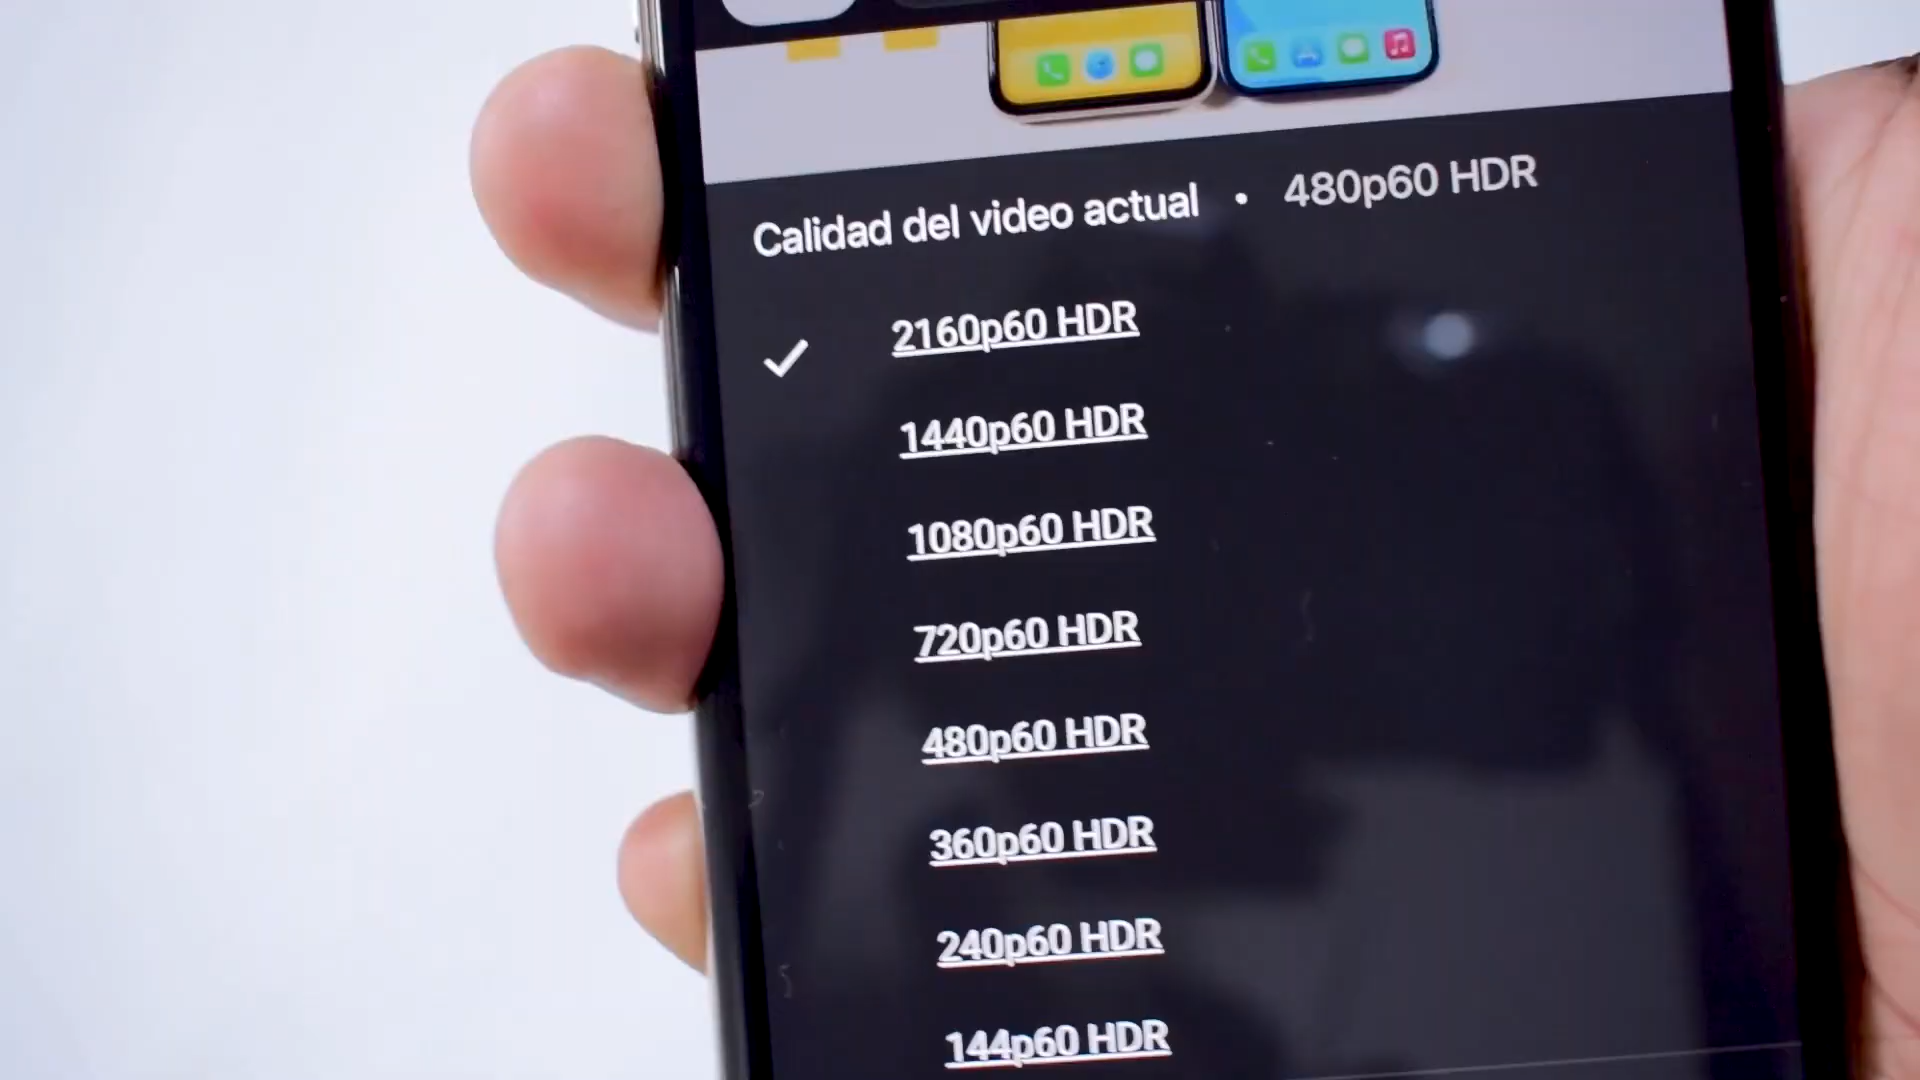 Calidad del video actual • 480p60 HDR
2160p60 HDR
1440p60 HDR
1080p60 HDR
720p60 HDR
480p60 HDR
360p60 HDR
240p60 HDR
144p60 HDR